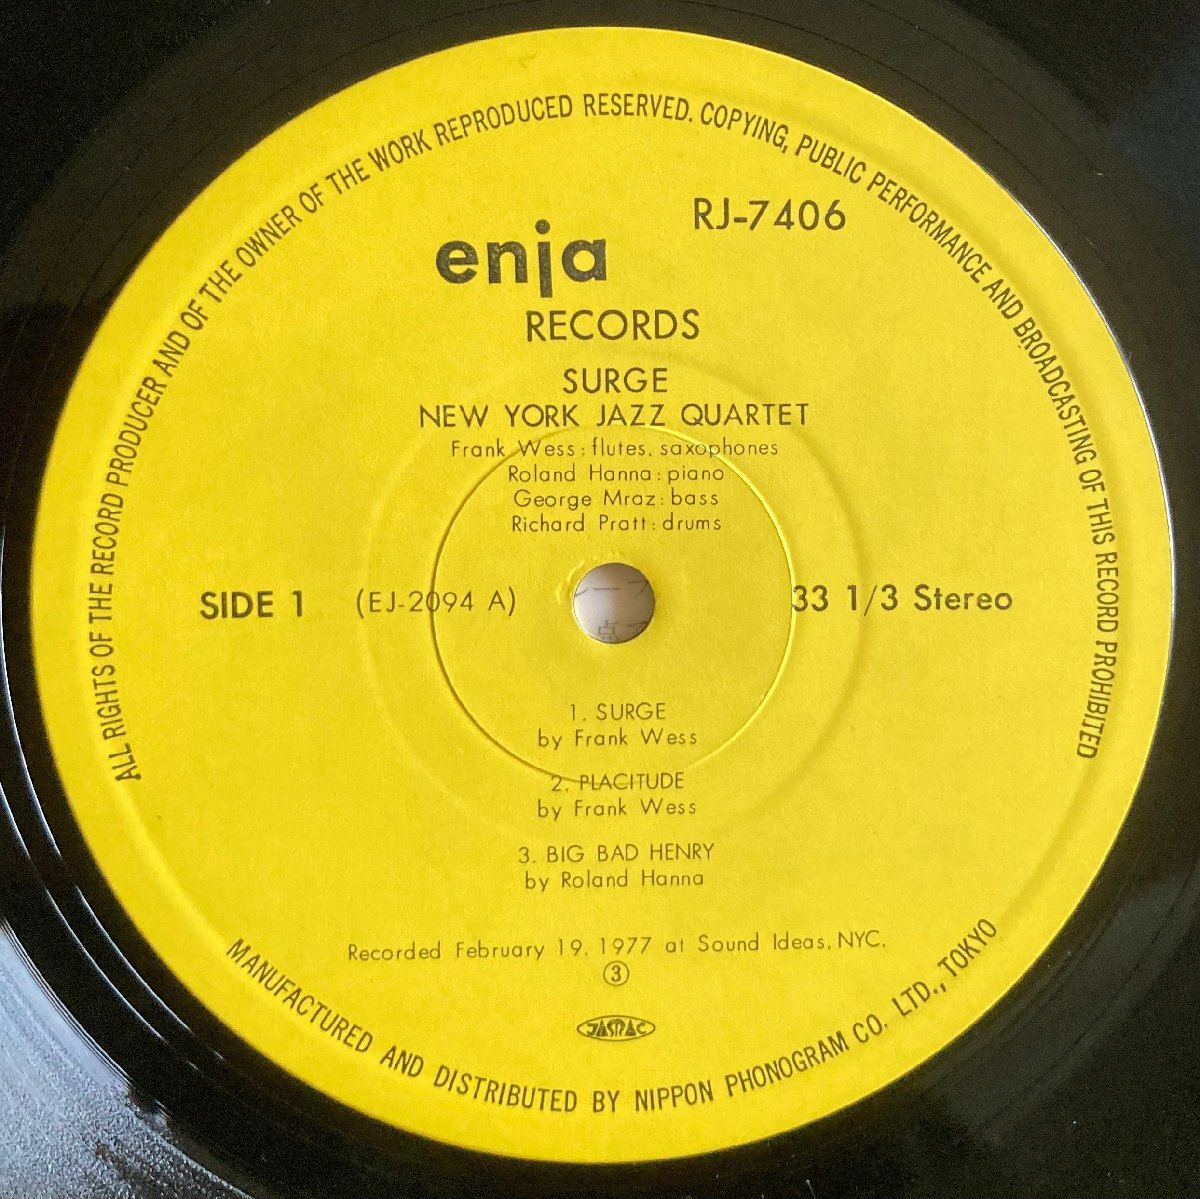 ALL RIGHTS OF THE RECORD PRODUCER AND OF THE OWNER OF THE WORK REPRODUCED RESERVED. COPYING, PUBLIC PERFORMANCE AND BROADCASTING OF THIS RECORD PROHIBITED
RJ-7406
enja
RECORDS
SURGE
NEW YORK JAZZ QUARTET
Frank Wess : flutes, saxophones
Roland Hanna : piano
George Mraz : bass
Richard Pratt : drums
SIDE 1 (EJ-2094 A) 33 1/3 Stereo
1. SURGE
by Frank Wess
2. PLACITUDE
by Frank Wess
3. BIG BAD HENRY
by Roland Hanna
Recorded February 19, 1977 at Sound Ideas, NYC.
③
JASRAC
MANUFACTURED AND DISTRIBUTED BY NIPPON PHONOGRAM CO. LTD., TOKYO